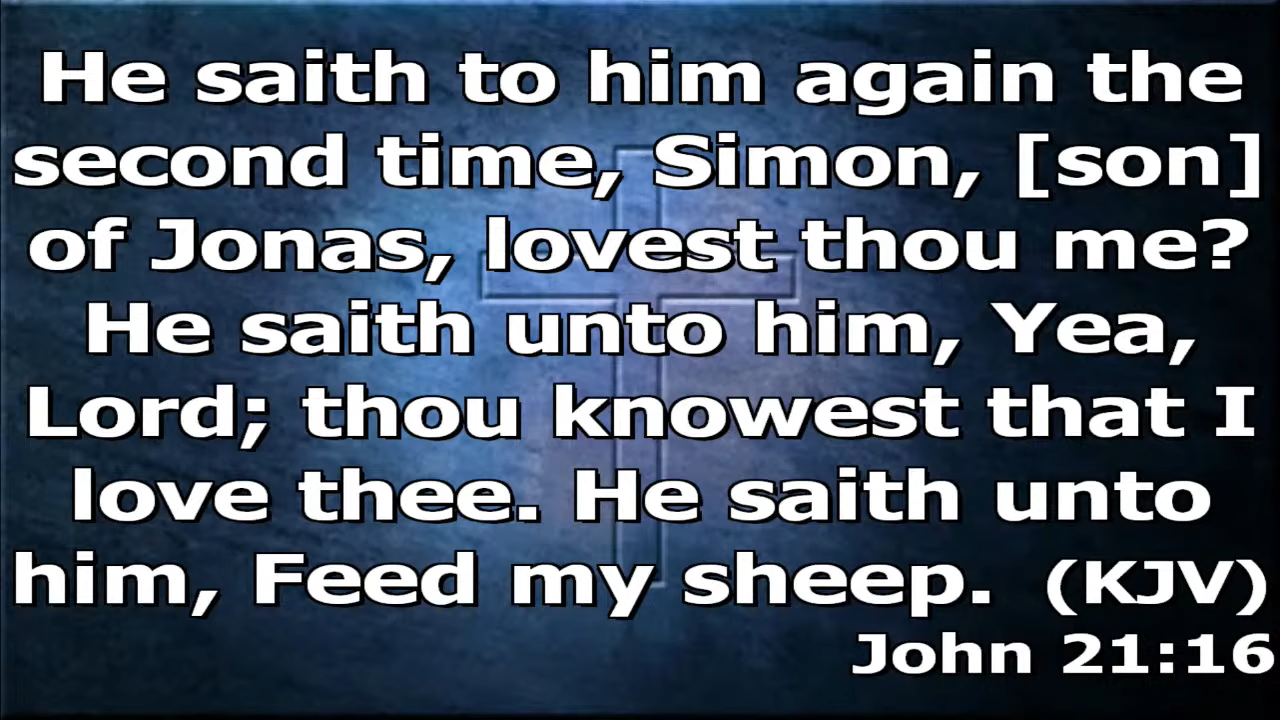 He saith to him again the
second time, Simon, [son]
of Jonas, lovest thou me?
He saith unto him, Yea,
Lord; thou knowest that I
love thee. He saith unto
him, Feed my sheep. (KJV)
John 21:16